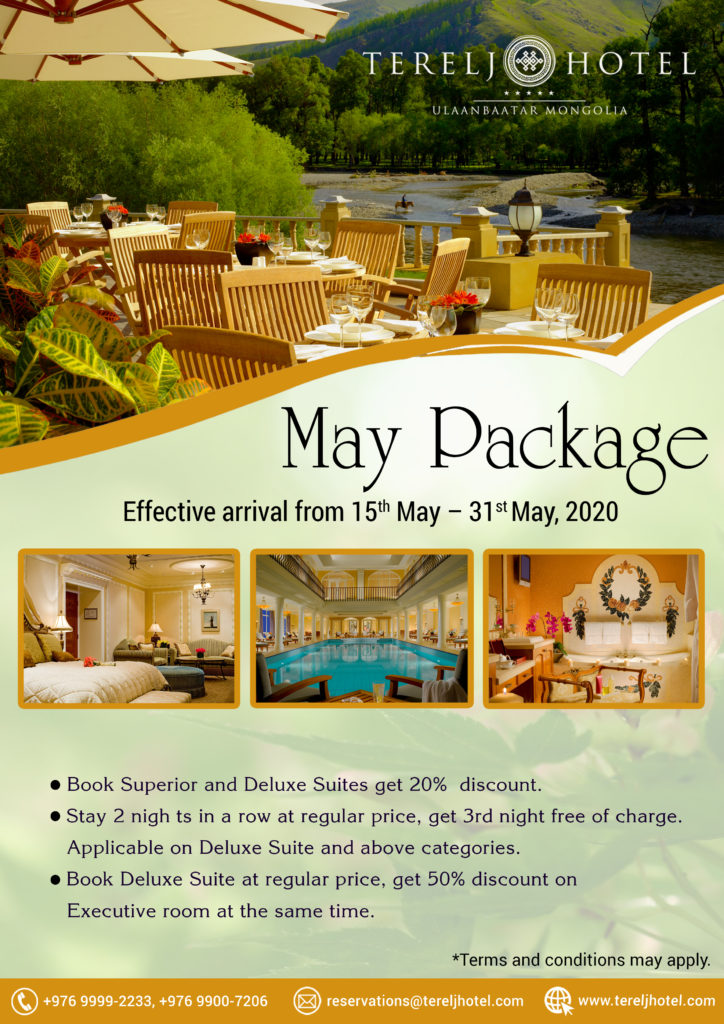 TERELJ HOTEL
ULAANBAATAR MONGOLIA
May Package
Effective arrival from 15th May – 31st May, 2020
• Book Superior and Deluxe Suites get 20%  discount.
• Stay 2 nigh ts in a row at regular price, get 3rd night free of charge.
Applicable on Deluxe Suite and above categories.
• Book Deluxe Suite at regular price, get 50% discount on
Executive room at the same time.
*Terms and conditions may apply.
+976 9999-2233, +976 9900-7206 reservations@tereljhotel.com www.tereljhotel.com